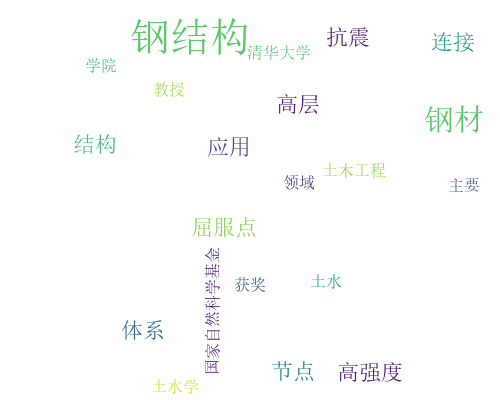 钢结构
抗震
连接
清华大学
学院
教授
高层
钢材
结构
应用
土木工程
领域
主要
屈服点
国家自然科学基金
获奖
土水
体系
节点
高强度
土水学